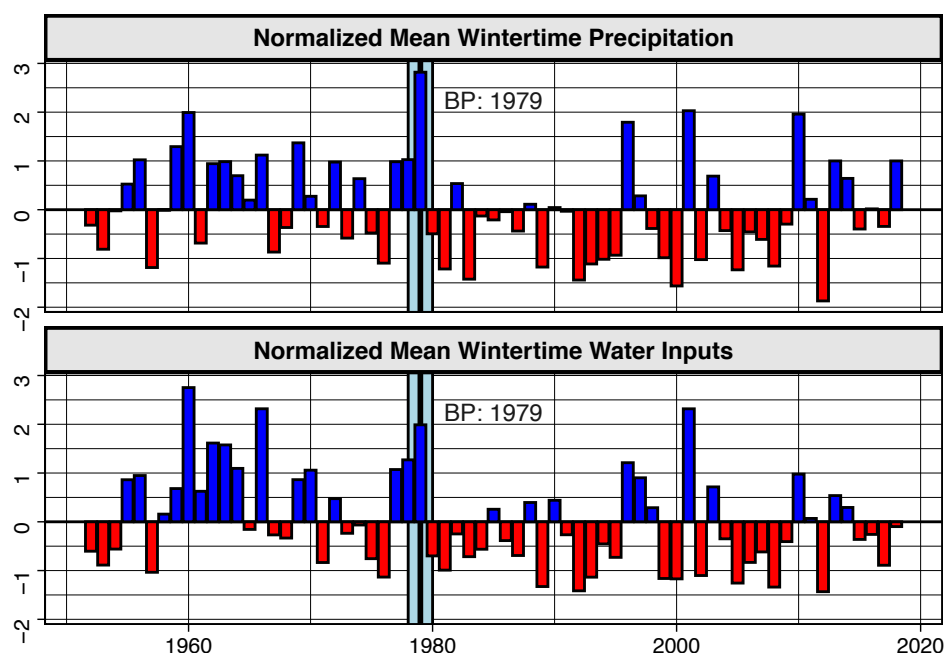 Normalized Mean Wintertime Precipitation
3
2
1
0
−1
−2
BP: 1979
Normalized Mean Wintertime Water Inputs
3
2
1
0
−1
−2
BP: 1979
1960 1980 2000 2020